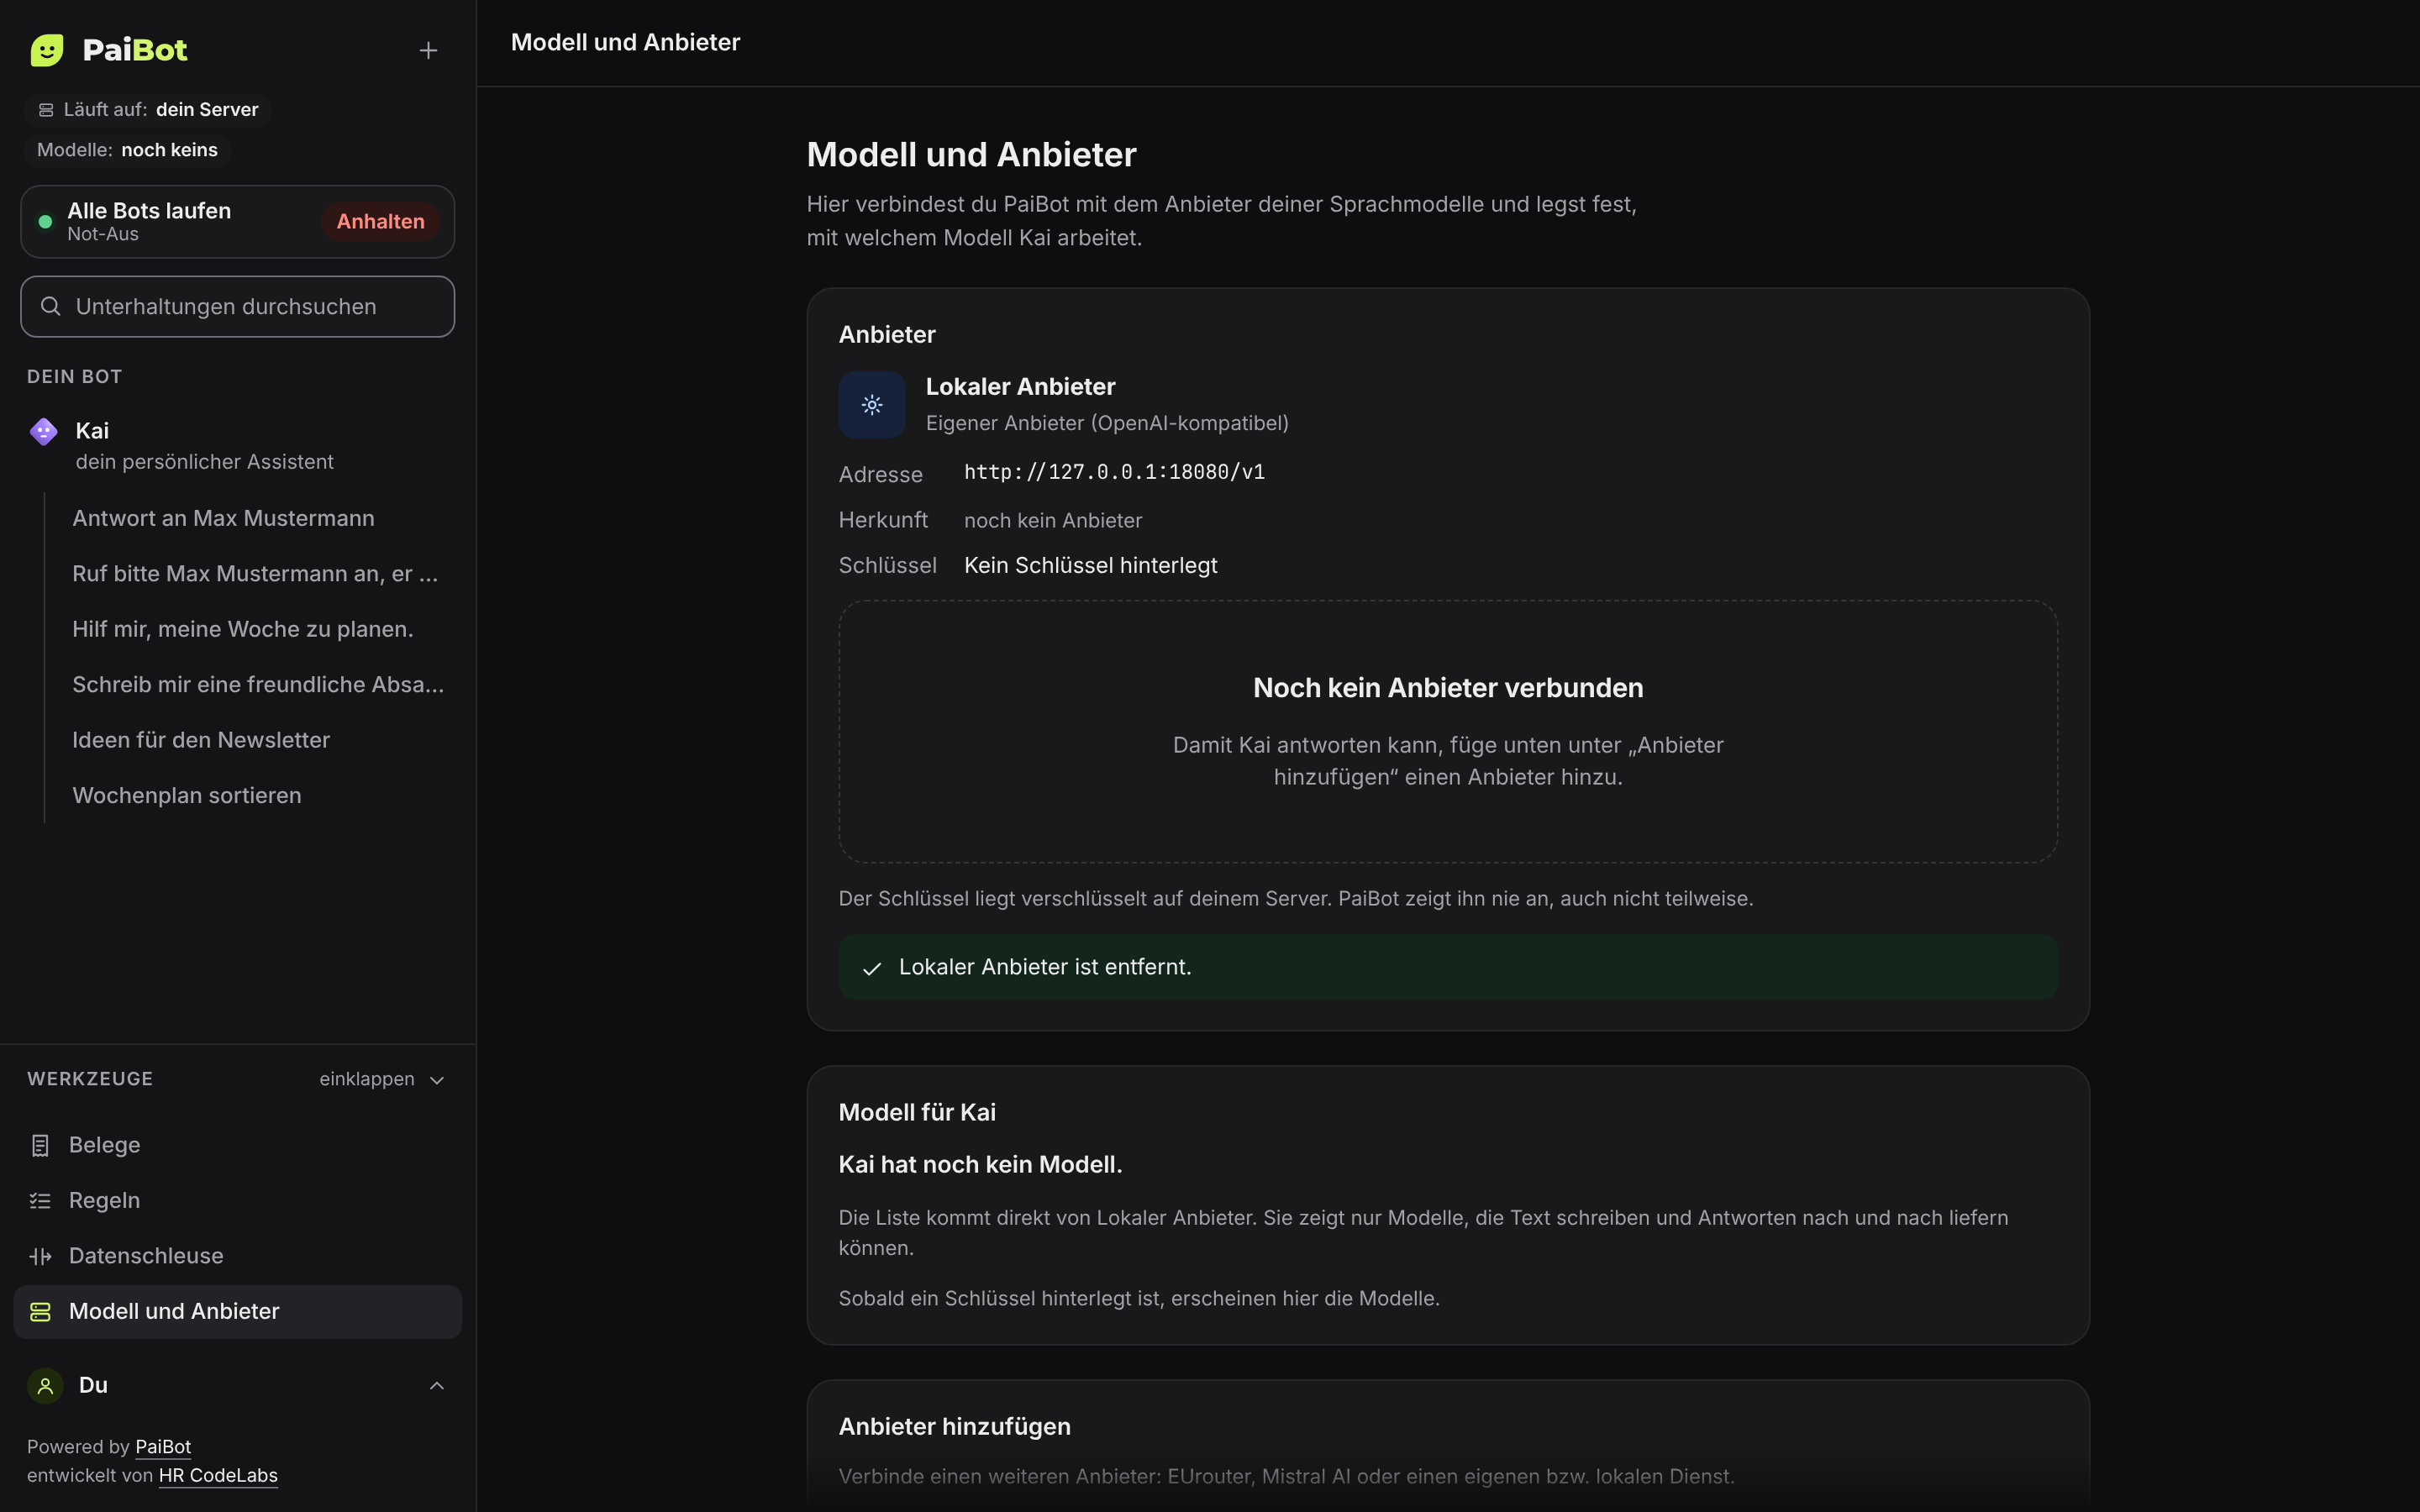 PaiBot
Läuft auf: dein Server
Modelle: noch keins
Alle Bots laufen
Not-Aus
Anhalten
Unterhaltungen durchsuchen
DEIN BOT
Kai
dein persönlicher Assistent
Antwort an Max Mustermann
Ruf bitte Max Mustermann an, er ...
Hilf mir, meine Woche zu planen.
Schreib mir eine freundliche Absa...
Ideen für den Newsletter
Wochenplan sortieren
WERKZEUGE
einklappen
Belege
Regeln
Datenschleuse
Modell und Anbieter
Du
Powered by PaiBot
entwickelt von HR CodeLabs
Modell und Anbieter
Modell und Anbieter
Hier verbindest du PaiBot mit dem Anbieter deiner Sprachmodelle und legst fest,
mit welchem Modell Kai arbeitet.
Anbieter
Lokaler Anbieter
Eigener Anbieter (OpenAI-kompatibel)
Adresse http://127.0.0.1:18080/v1
Herkunft noch kein Anbieter
Schlüssel Kein Schlüssel hinterlegt
Noch kein Anbieter verbunden
Damit Kai antworten kann, füge unten unter „Anbieter
hinzufügen“ einen Anbieter hinzu.
Der Schlüssel liegt verschlüsselt auf deinem Server. PaiBot zeigt ihn nie an, auch nicht teilweise.
Lokaler Anbieter ist entfernt.
Modell für Kai
Kai hat noch kein Modell.
Die Liste kommt direkt von Lokaler Anbieter. Sie zeigt nur Modelle, die Text schreiben und Antworten nach und nach liefern
können.
Sobald ein Schlüssel hinterlegt ist, erscheinen hier die Modelle.
Anbieter hinzufügen
Verbinde einen weiteren Anbieter: EUrouter, Mistral AI oder einen eigenen bzw. lokalen Dienst.